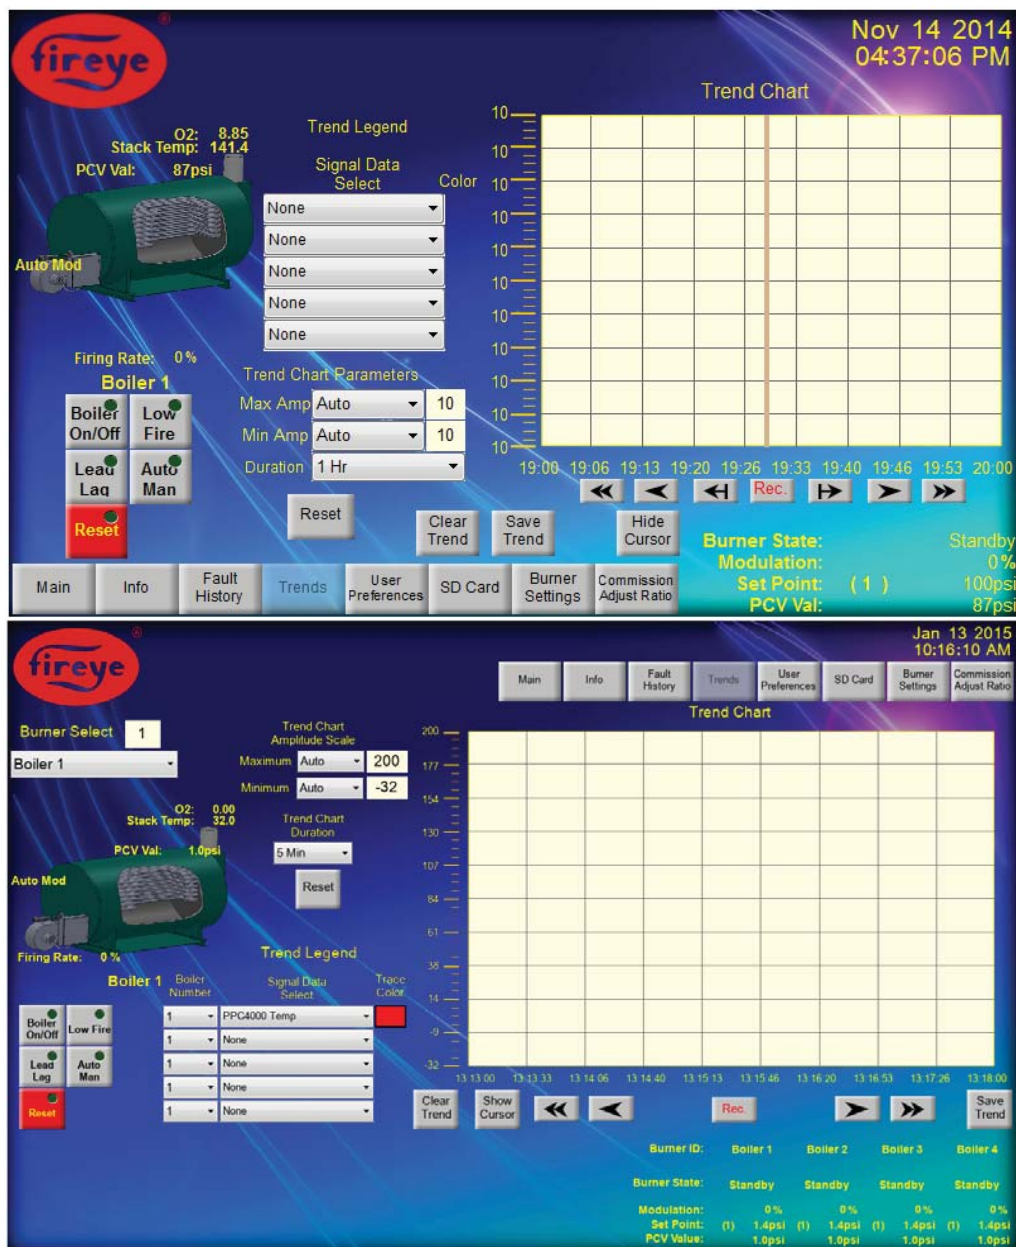 fireye
®
Nov 14 2014
04:37:06 PM
O2: 8.85
Stack Temp: 141.4
PCV Val: 87psi
Auto Mod
Firing Rate: 0 %
Boiler 1
Boiler On/Off
Low Fire
Lead Lag
Auto Man
Reset
Trend Legend
Signal Data Select
Color
None
None
None
None
None
Trend Chart Parameters
Max Amp Auto 10
Min Amp Auto 10
Duration 1 Hr
Reset
Clear Trend
Save Trend
Hide Cursor
Trend Chart
10
10
10
10
10
10
10
10
10
10
10
19:00 19:06 19:13 19:20 19:26 19:33 19:40 19:46 19:53 20:00
Rec.
Burner State: Standby
Modulation: 0%
Set Point: ( 1 ) 100psi
PCV Val: 87psi
Main
Info
Fault History
Trends
User Preferences
SD Card
Burner Settings
Commission Adjust Ratio
fireye
®
Jan 13 2015
10:16:10 AM
Main
Info
Fault History
Trends
User Preferences
SD Card
Burner Settings
Commission Adjust Ratio
Burner Select 1
Boiler 1
Trend Chart Amplitude Scale
Maximum Auto 200
Minimum Auto -32
Trend Chart Duration
5 Min
Reset
O2: 0.00
Stack Temp: 32.0
PCV Val: 1.0psi
Auto Mod
Firing Rate: 0 %
Boiler 1
Boiler On/Off
Low Fire
Lead Lag
Auto Man
Reset
Trend Legend
Boiler Number
Signal Data Select
Trace Color
1 PPC4000 Temp
1 None
1 None
1 None
1 None
Trend Chart
200
177
154
130
107
84
61
38
14
-9
-32
13:13:00 13:13:33 13:14:06 13:14:40 13:15:13 13:15:46 13:16:20 13:16:53 13:17:26 13:18:00
Clear Trend
Show Cursor
Rec.
Save Trend
Burner ID: Boiler 1 Boiler 2 Boiler 3 Boiler 4
Burner State: Standby Standby Standby Standby
Modulation: 0% 0% 0% 0%
Set Point: (1) 1.4psi (1) 1.4psi (1) 1.4psi (1) 1.4psi
PCV Value: 1.0psi 1.0psi 1.0psi 1.0psi